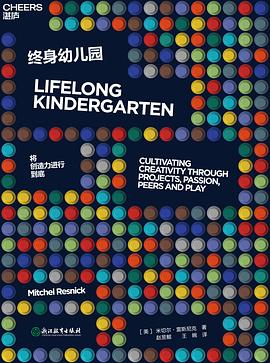 CHEERS
湛庐
终身幼儿园
LIFELONG
KINDERGARTEN
将
创造力进行
到底
CULTIVATING
CREATIVITY THROUGH
PROJECTS, PASSION,
PEERS AND PLAY
Mitchel Resnick
[美] 米切尔·雷斯尼克 著
赵昱鲲 王婉 译
浙江教育出版社